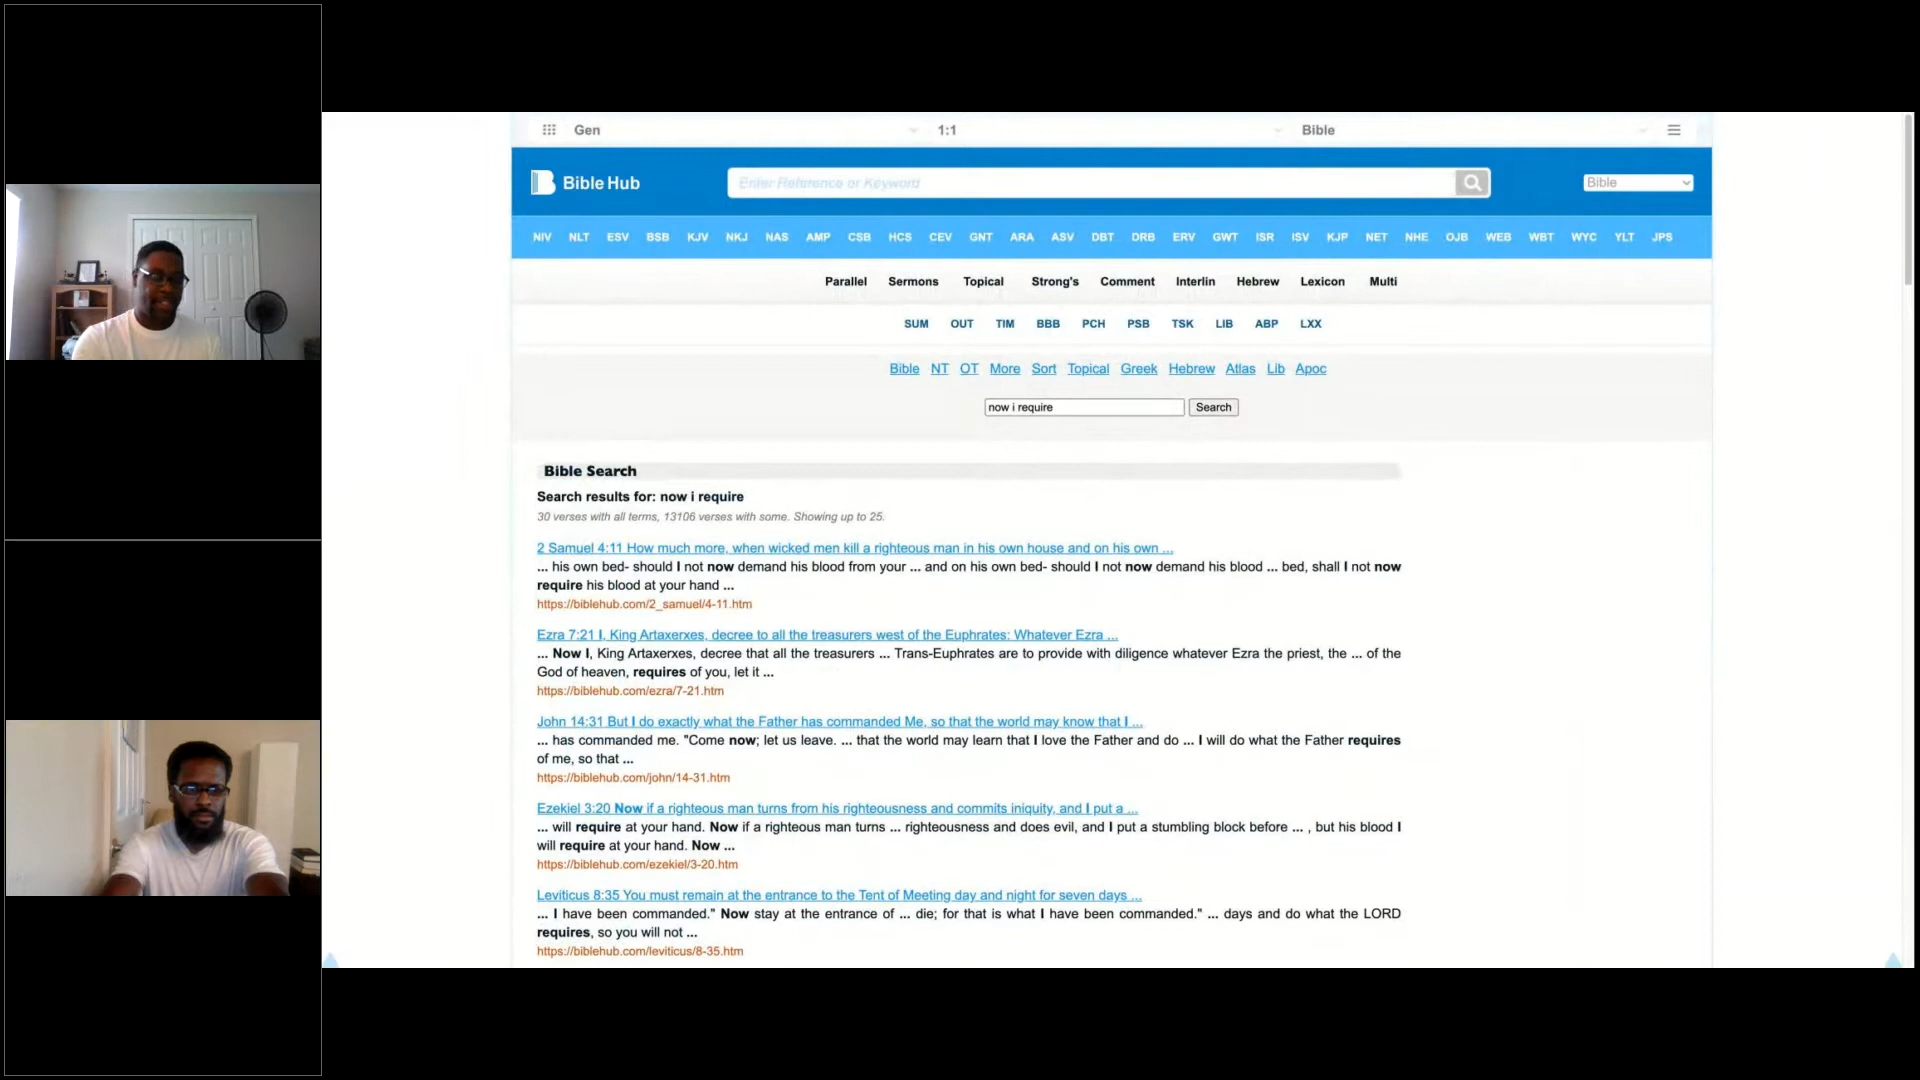 Gen 1:1 Bible
Bible Hub Enter Reference or Keyword Bible
NIV NLT ESV BSB KJV NKJ NAS AMP CSB HCS CEV GNT ARA ASV DBT DRB ERV GWT ISR ISV KJP NET NHE OJB WEB WBT WYC YLT JPS
Parallel Sermons Topical Strong's Comment Interlin Hebrew Lexicon Multi
SUM OUT TIM BBB PCH PSB TSK LIB ABP LXX
Bible NT OT More Sort Topical Greek Hebrew Atlas Lib Apoc
now i require Search
Bible Search
Search results for: now i require
30 verses with all terms, 13106 verses with some. Showing up to 25.
2 Samuel 4:11 How much more, when wicked men kill a righteous man in his own house and on his own ...
... his own bed- should I not now demand his blood from your ... and on his own bed- should I not now demand his blood ... bed, shall I not now
require his blood at your hand ...
https://biblehub.com/2_samuel/4-11.htm
Ezra 7:21 I, King Artaxerxes, decree to all the treasurers west of the Euphrates: Whatever Ezra ...
... Now I, King Artaxerxes, decree that all the treasurers ... Trans-Euphrates are to provide with diligence whatever Ezra the priest, the ... of the
God of heaven, requires of you, let it ...
https://biblehub.com/ezra/7-21.htm
John 14:31 But I do exactly what the Father has commanded Me, so that the world may know that I ...
... has commanded me. "Come now; let us leave. ... that the world may learn that I love the Father and do ... I will do what the Father requires
of me, so that ...
https://biblehub.com/john/14-31.htm
Ezekiel 3:20 Now if a righteous man turns from his righteousness and commits iniquity, and I put a ...
... will require at your hand. Now if a righteous man turns ... righteousness and does evil, and I put a stumbling block before ... , but his blood I
will require at your hand. Now ...
https://biblehub.com/ezekiel/3-20.htm
Leviticus 8:35 You must remain at the entrance to the Tent of Meeting day and night for seven days ...
... I have been commanded." Now stay at the entrance of ... die; for that is what I have been commanded." ... days and do what the LORD
requires, so you will not ...
https://biblehub.com/leviticus/8-35.htm